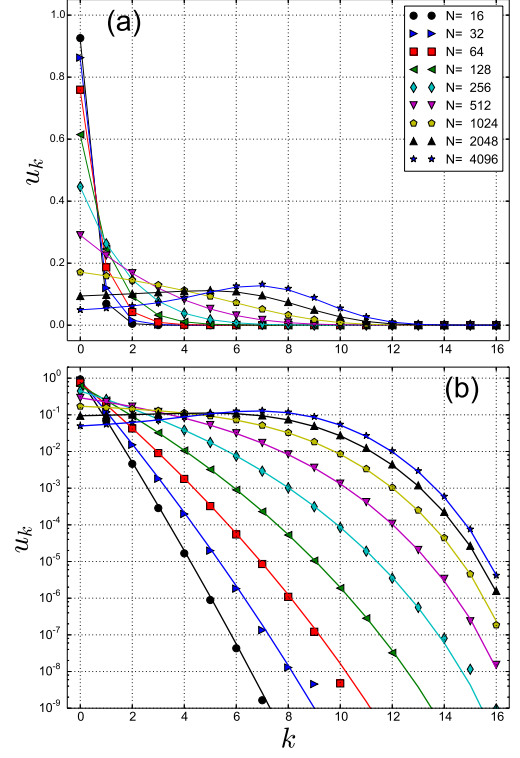 (a)
1.0
0.8
0.6
0.4
0.2
0.0
u_k
N= 16
N= 32
N= 64
N= 128
N= 256
N= 512
N= 1024
N= 2048
N= 4096
0 2 4 6 8 10 12 14 16
(b)
10^0
10^-1
10^-2
10^-3
10^-4
10^-5
10^-6
10^-7
10^-8
10^-9
u_k
0 2 4 6 8 10 12 14 16
k